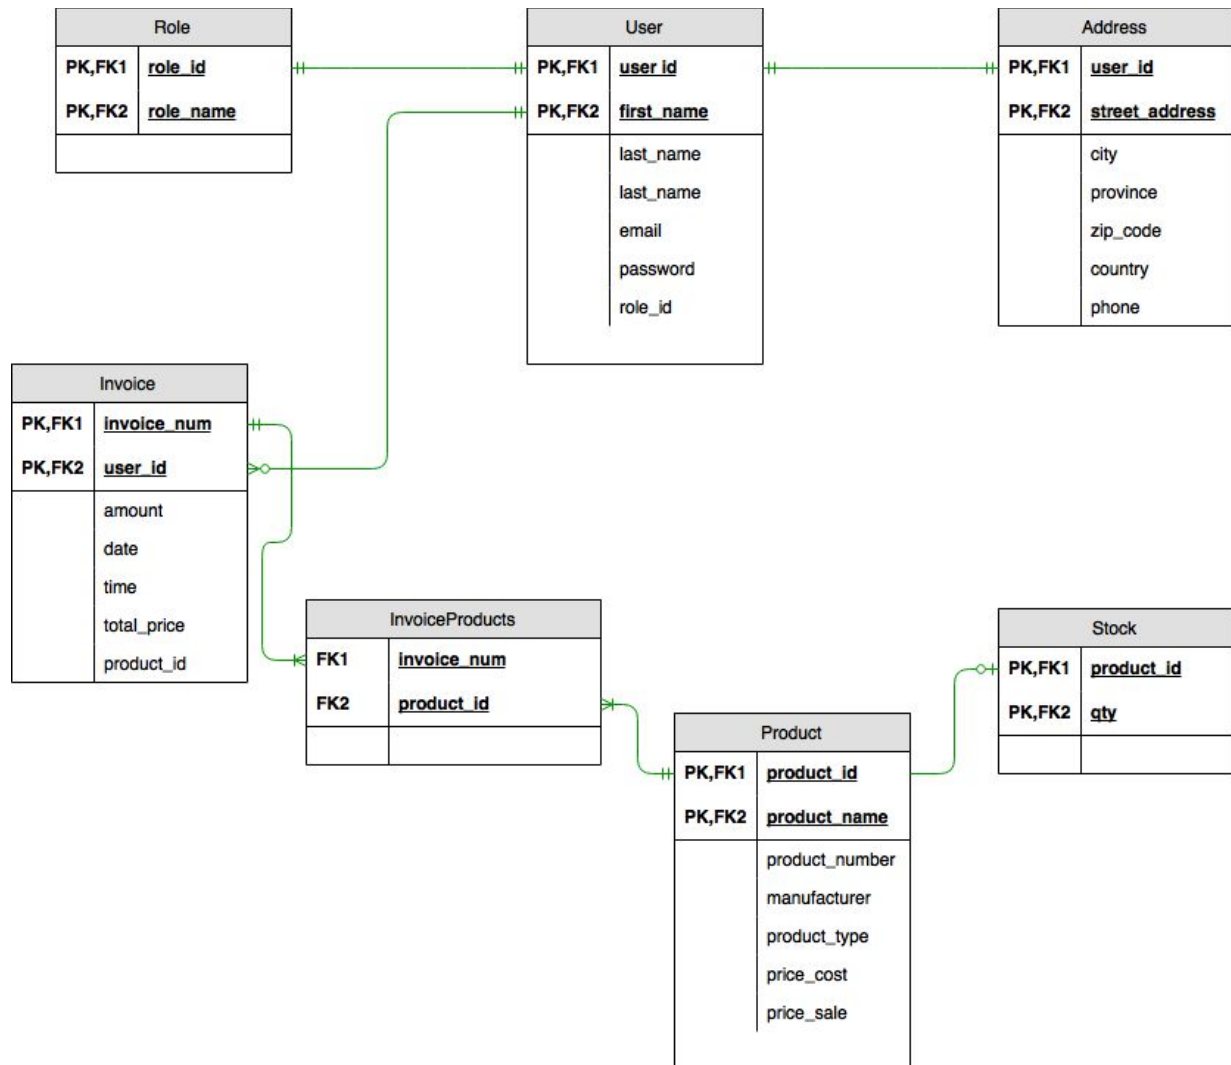 Role
PK,FK1 role_id
PK,FK2 role_name
User
PK,FK1 user id
PK,FK2 first_name
last_name
last_name
email
password
role_id
Address
PK,FK1 user_id
PK,FK2 street_address
city
province
zip_code
country
phone
Invoice
PK,FK1 invoice_num
PK,FK2 user_id
amount
date
time
total_price
product_id
InvoiceProducts
FK1 invoice_num
FK2 product_id
Product
PK,FK1 product_id
PK,FK2 product_name
product_number
manufacturer
product_type
price_cost
price_sale
Stock
PK,FK1 product_id
PK,FK2 qty